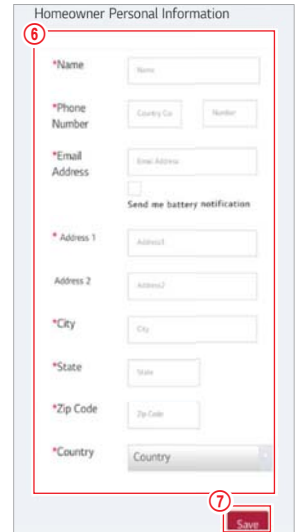 Homeowner Personal Information
⑥
*Name
Name
*Phone Number
Country Co
Number
*Email Address
Email Address
Send me battery notification
* Address 1
Address1
Address 2
Address2
*City
City
*State
State
*Zip Code
Zip Code
*Country
Country
⑦
Save